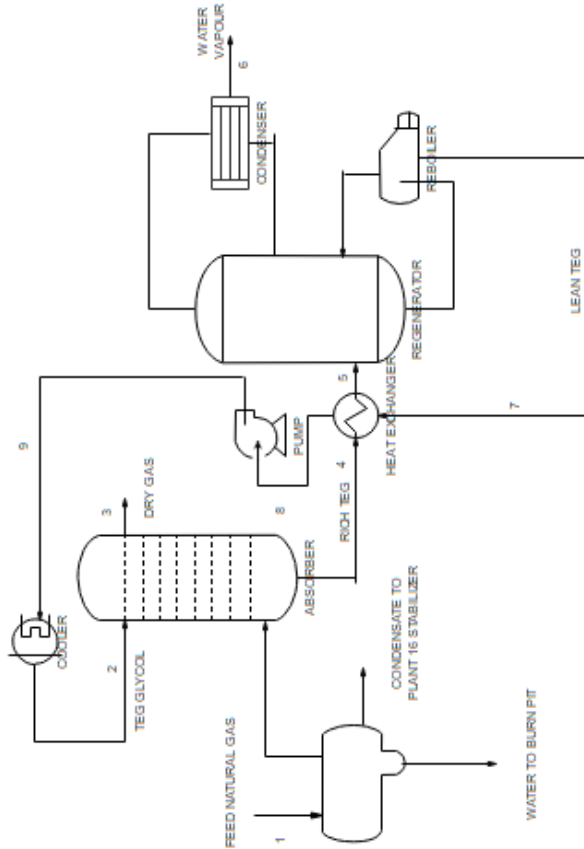 WATER
VAPOUR
6
CONDENSER
REBOILER
REGENERATOR
LEAN TEG
9
PUMP
5
HEAT EXCHANGER
7
3
DRY GAS
8
4
RICH TEG
ABSORBER
COOLER
2
TEG GLYCOL
CONDENSATE TO
PLANT 16 STABILIZER
FEED NATURAL GAS
1
WATER TO BURN PIT